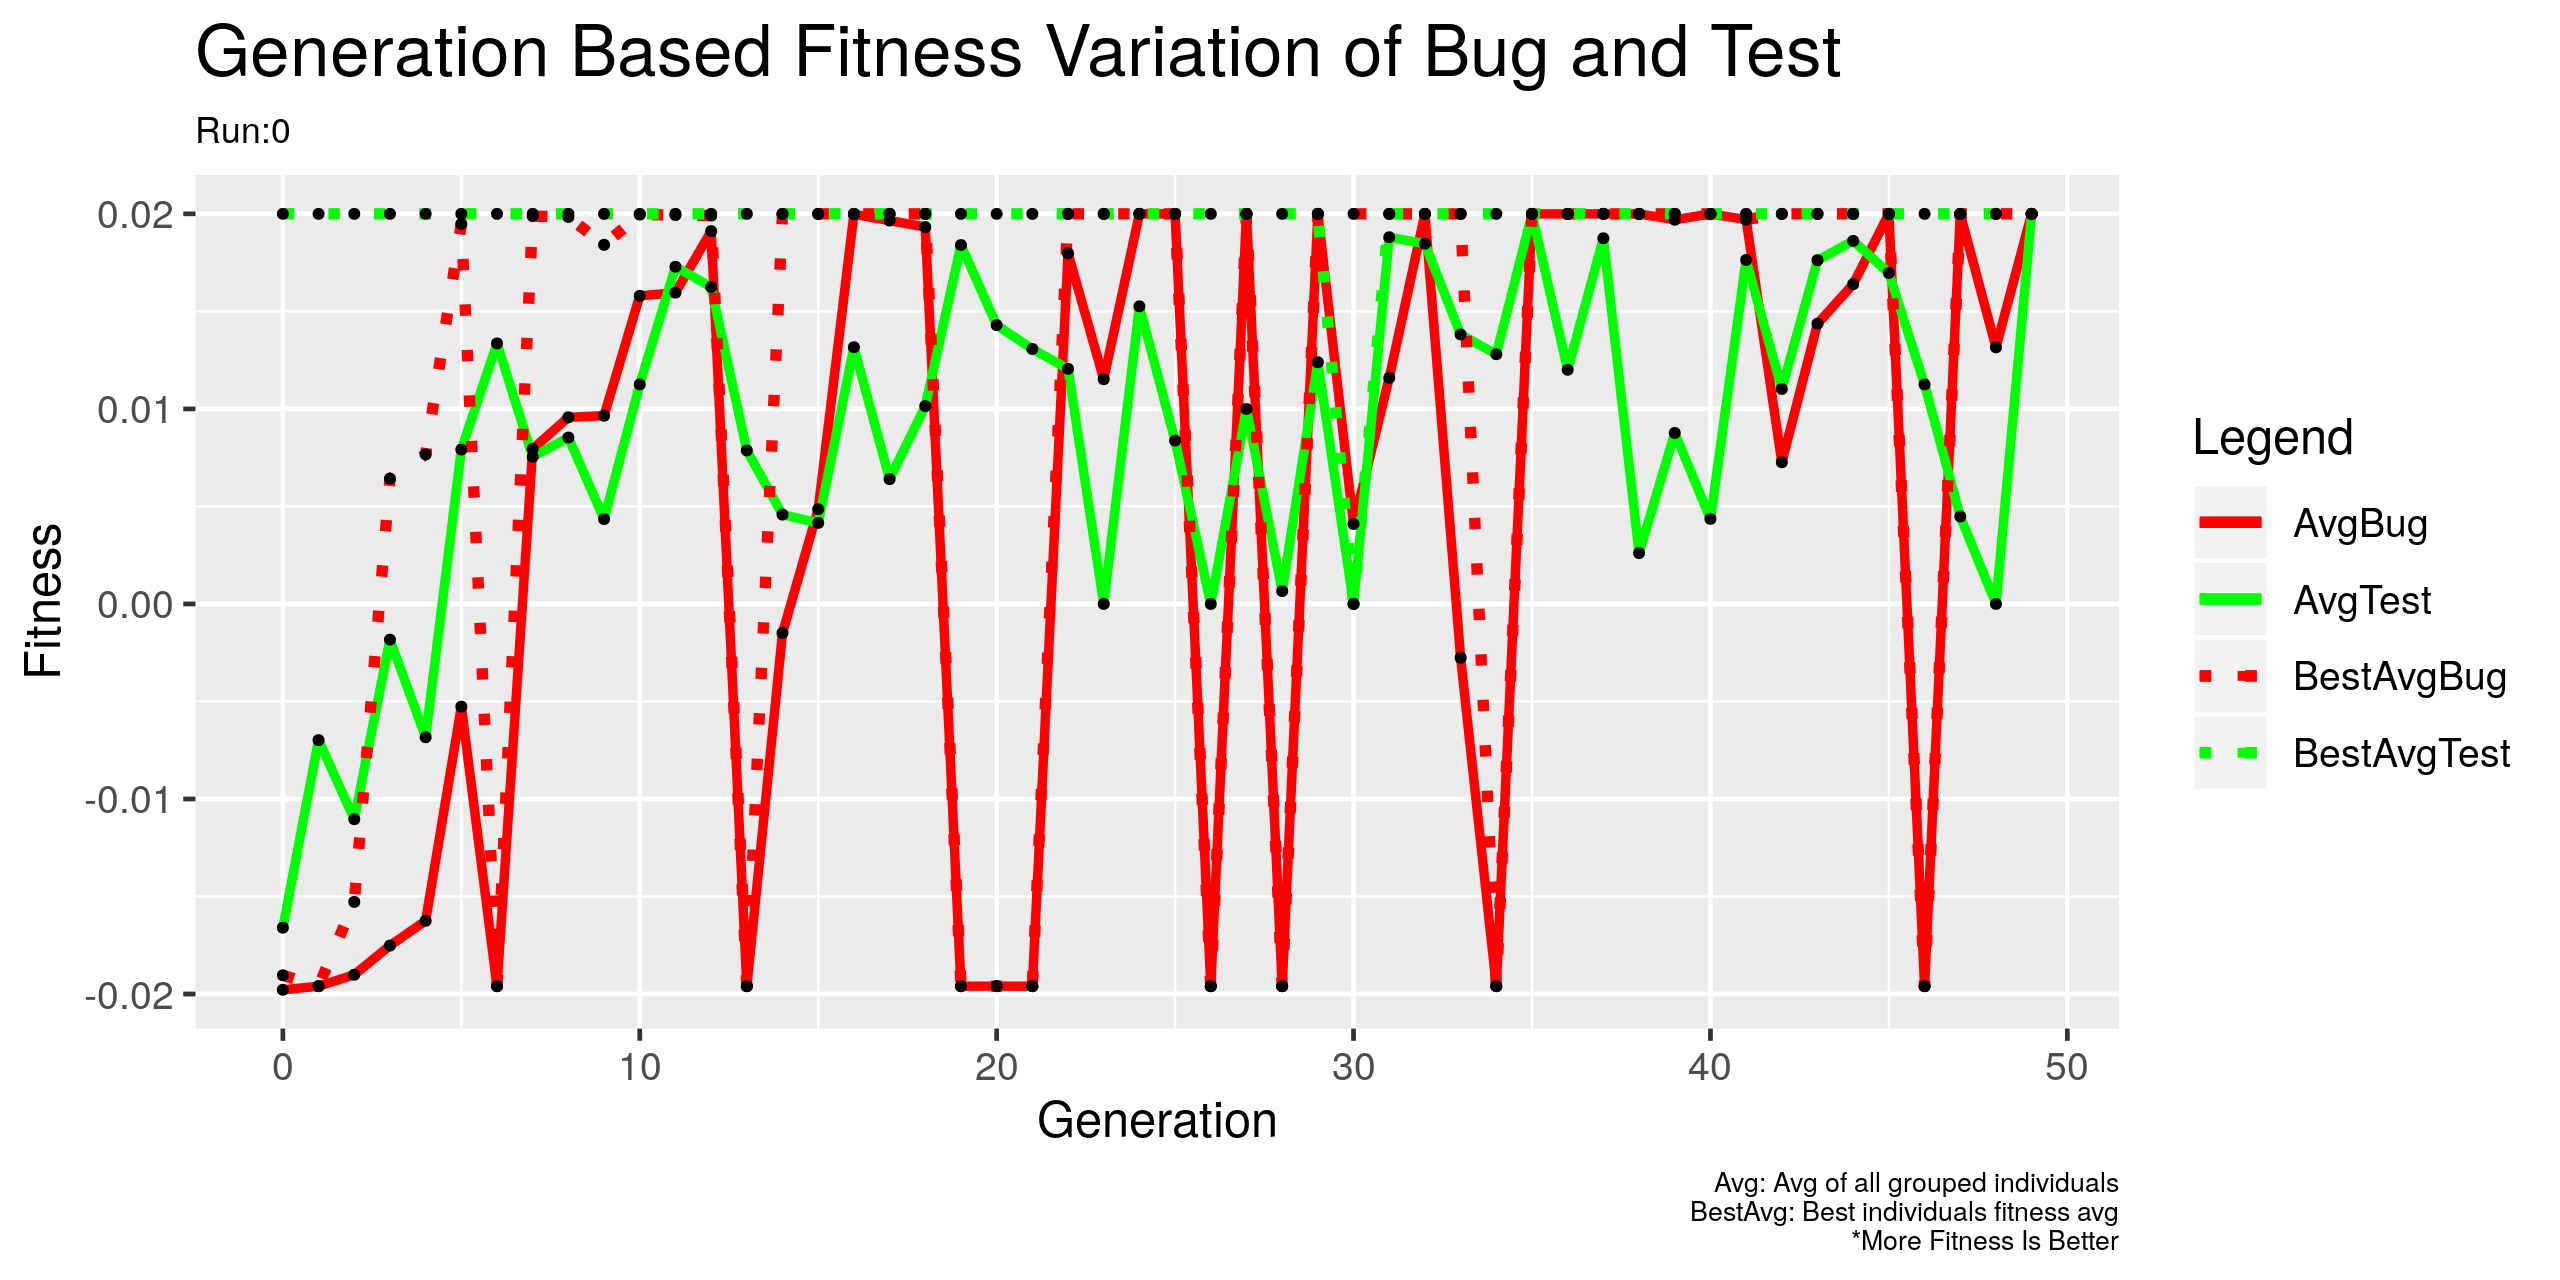 Generation Based Fitness Variation of Bug and Test
Run:0
Fitness
0.02
0.01
0.00
-0.01
-0.02
0
10
20
30
40
50
Generation
Legend
AvgBug
AvgTest
BestAvgBug
BestAvgTest
Avg: Avg of all grouped individuals
BestAvg: Best individuals fitness avg
*More Fitness Is Better